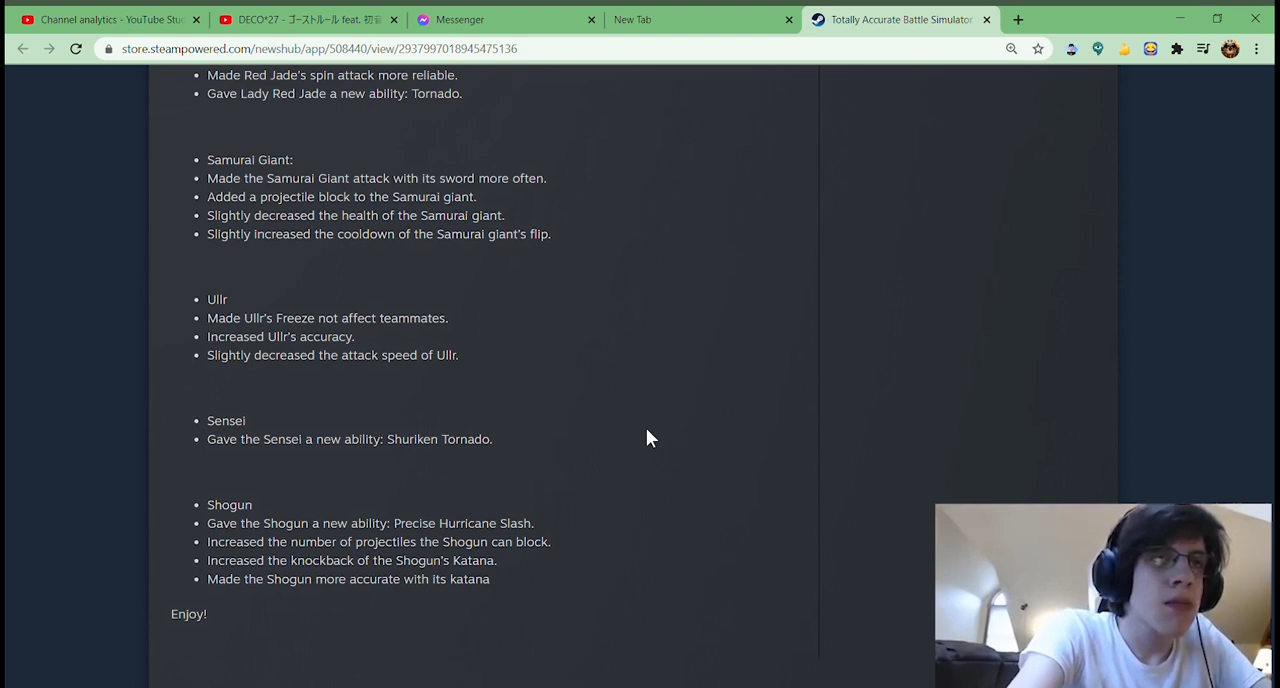 Channel analytics - YouTube Stu
DECO*27 - ゴーストルール feat. 初音
Messenger
New Tab
Totally Accurate Battle Simulator
store.steampowered.com/newshub/app/508440/view/2937997018945475136
Made Red Jade's spin attack more reliable.
Gave Lady Red Jade a new ability: Tornado.
Samurai Giant:
Made the Samurai Giant attack with its sword more often.
Added a projectile block to the Samurai giant.
Slightly decreased the health of the Samurai giant.
Slightly increased the cooldown of the Samurai giant's flip.
Ullr
Made Ullr's Freeze not affect teammates.
Increased Ullr's accuracy.
Slightly decreased the attack speed of Ullr.
Sensei
Gave the Sensei a new ability: Shuriken Tornado.
Shogun
Gave the Shogun a new ability: Precise Hurricane Slash.
Increased the number of projectiles the Shogun can block.
Increased the knockback of the Shogun's Katana.
Made the Shogun more accurate with its katana
Enjoy!